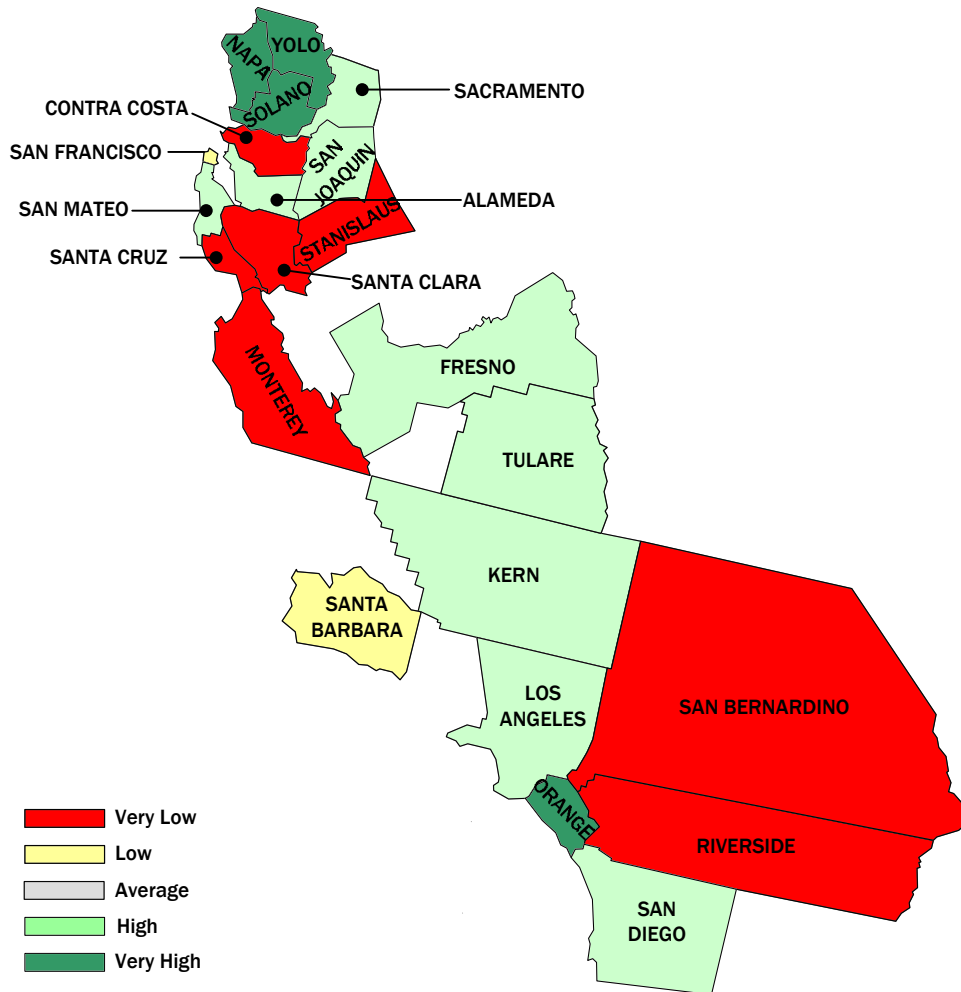 YOLO
NAPA
SOLANO
SACRAMENTO
CONTRA COSTA
SAN FRANCISCO
SAN
JOAQUIN
SAN MATEO
ALAMEDA
STANISLAUS
SANTA CRUZ
SANTA CLARA
MONTEREY
FRESNO
TULARE
KERN
SANTA
BARBARA
LOS
ANGELES
SAN BERNARDINO
ORANGE
RIVERSIDE
SAN
DIEGO
Very Low
Low
Average
High
Very High